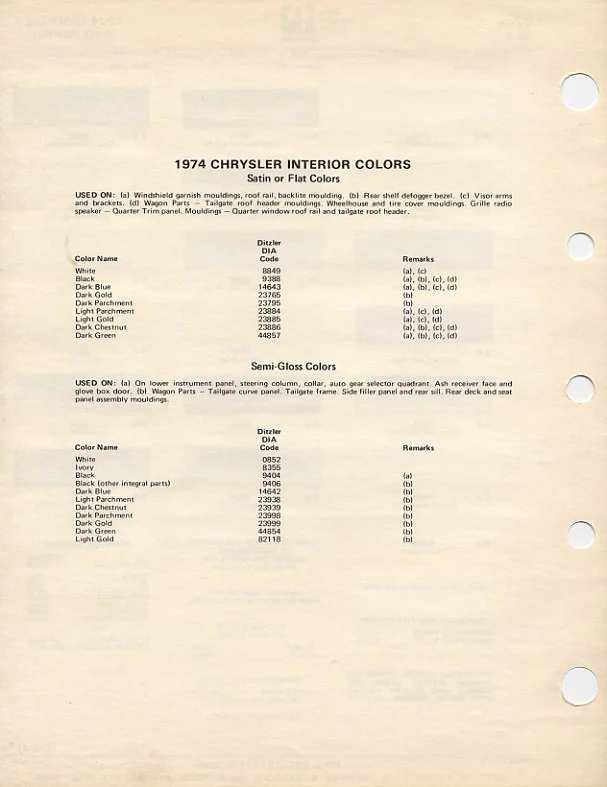 1974 CHRYSLER INTERIOR COLORS
Satin or Flat Colors
USED ON: (a) Windshield garnish mouldings, roof rail, backlite moulding. (b) Rear shelf defogger bezel. (c) Visor arms
and brackets. (d) Wagon Parts — Tailgate roof header mouldings. Wheelhouse and tire cover mouldings. Grille radio
speaker — Quarter Trim panel. Mouldings — Quarter window roof rail and tailgate roof header.
Ditzler
DIA
Color Name Code Remarks
White 8849 (a), (c)
Black 9388 (a), (b), (c), (d)
Dark Blue 14643 (a), (b), (c), (d)
Dark Gold 23765 (b)
Dark Parchment 23795 (b)
Light Parchment 23884 (a), (c), (d)
Light Gold 23885 (a), (c), (d)
Dark Chestnut 23886 (a), (b), (c), (d)
Dark Green 44857 (a), (b), (c), (d)
Semi-Gloss Colors
USED ON: (a) On lower instrument panel, steering column, collar, auto gear selector quadrant. Ash receiver face and
glove box door. (b) Wagon Parts — Tailgate curve panel. Tailgate frame. Side filler panel and rear sill. Rear deck and seat
panel assembly mouldings.
Ditzler
DIA
Color Name Code Remarks
White 0852
Ivory 8355
Black 9404 (a)
Black (other integral parts) 9406 (b)
Dark Blue 14642 (b)
Light Parchment 23938 (b)
Dark Chestnut 23939 (b)
Dark Parchment 23998 (b)
Dark Gold 23999 (b)
Dark Green 44854 (b)
Light Gold 82118 (b)